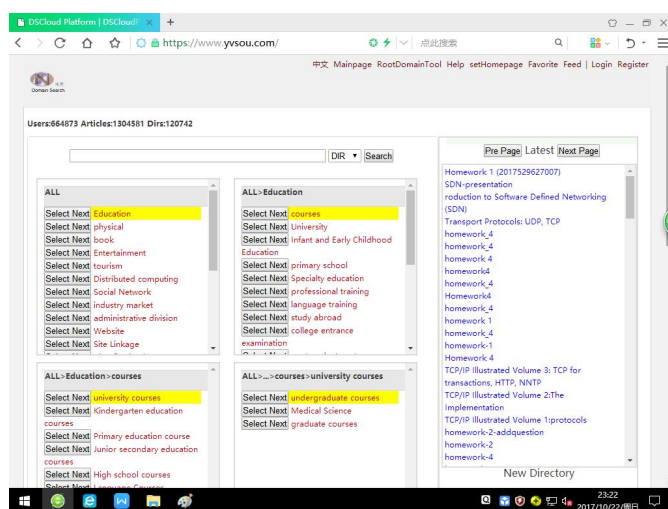 DSCloud Platform | DSCloudP
https://www.yvsou.com/
点此搜索
中文 Mainpage RootDomainTool Help setHomepage Favorite Feed | Login Register
Domain Search
Users:664873 Articles:1304581 Dirs:120742
DIR Search
ALL
Select Next Education
Select Next physical
Select Next book
Select Next Entertainment
Select Next tourism
Select Next Distributed computing
Select Next Social Network
Select Next industry market
Select Next administrative division
Select Next Website
Select Next Site Linkage
ALL>Education
Select Next courses
Select Next University
Select Next Infant and Early Childhood
Education
Select Next primary school
Select Next Specialty education
Select Next professional training
Select Next language training
Select Next study abroad
Select Next college entrance
examination
ALL>Education>courses
Select Next university courses
Select Next Kindergarten education
courses
Select Next Primary education course
Select Next Junior secondary education
courses
Select Next High school courses
Select Next Language Courses
ALL>...>courses>university courses
Select Next undergraduate courses
Select Next Medical Science
Select Next graduate courses
Pre Page Latest Next Page
Homework 1 (2017529627007)
SDN-presentation
roduction to Software Defined Networking
(SDN)
Transport Protocols: UDP, TCP
homework_4
homework_4
homework 4
homework4
homework_4
Homework4
homework_4
homework 1
homework_4
homework-1
Homework 4
TCP/IP Illustrated Volume 3: TCP for
transactions, HTTP, NNTP
TCP/IP Illustrated Volume 2:The
Implementation
TCP/IP Illustrated Volume 1:protocols
homework-2-addquestion
homework-2
homework-4
New Directory
23:22
2017/10/22/周日